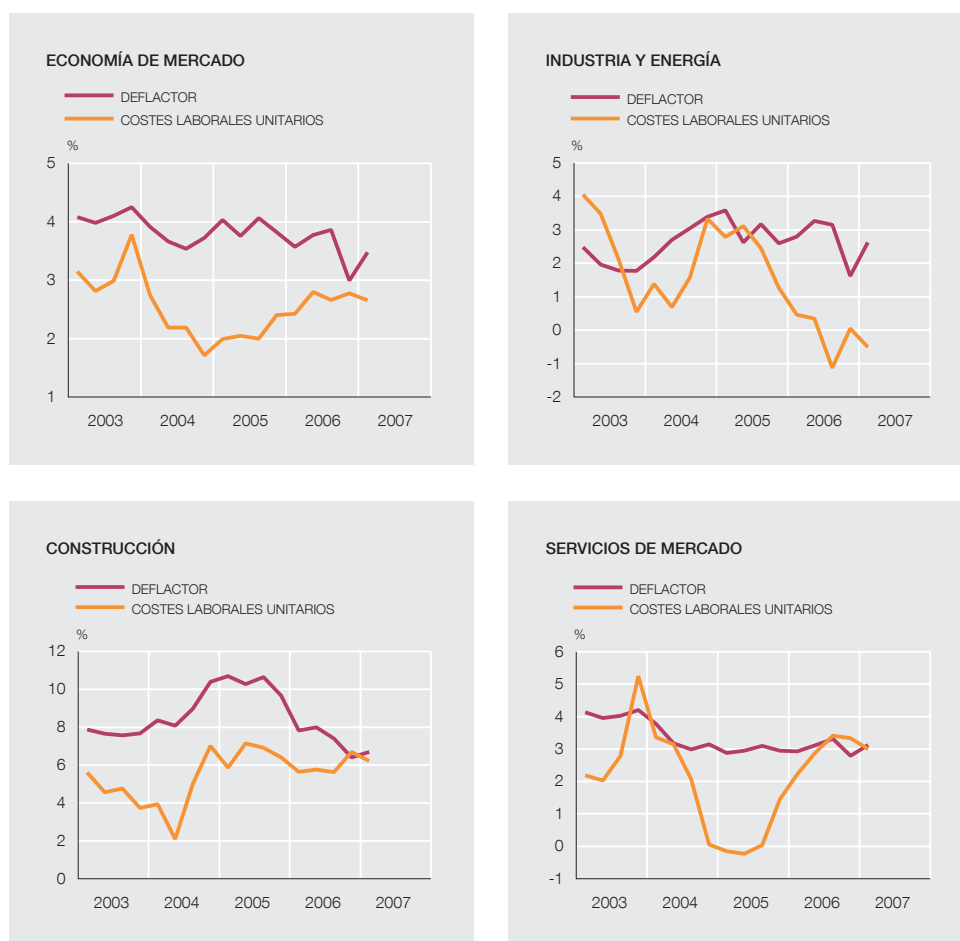 ECONOMÍA DE MERCADO
DEFLACTOR
COSTES LABORALES UNITARIOS
%
5
4
3
2
1
2003 2004 2005 2006 2007
INDUSTRIA Y ENERGÍA
DEFLACTOR
COSTES LABORALES UNITARIOS
%
5
4
3
2
1
0
-1
-2
2003 2004 2005 2006 2007
CONSTRUCCIÓN
DEFLACTOR
COSTES LABORALES UNITARIOS
%
12
10
8
6
4
2
0
2003 2004 2005 2006 2007
SERVICIOS DE MERCADO
DEFLACTOR
COSTES LABORALES UNITARIOS
%
6
5
4
3
2
1
0
-1
2003 2004 2005 2006 2007